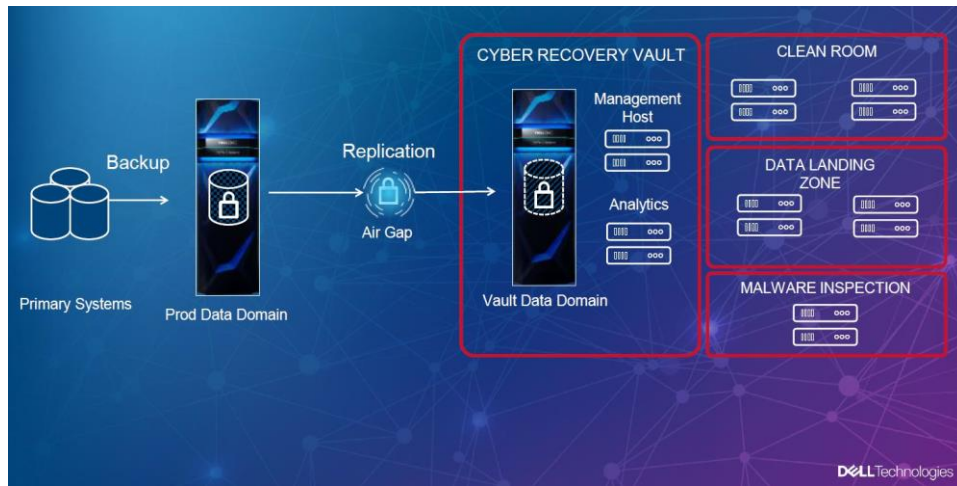 Primary Systems
Backup
Prod Data Domain
Replication
Air Gap
CYBER RECOVERY VAULT
Vault Data Domain
Management
Host
Analytics
CLEAN ROOM
DATA LANDING
ZONE
MALWARE INSPECTION
DELLTechnologies